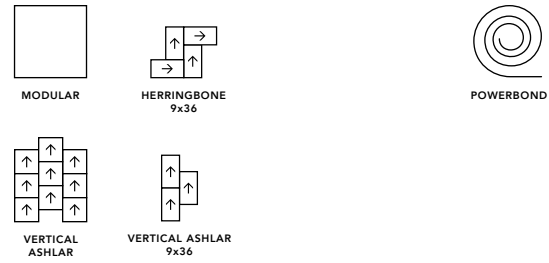 MODULAR
HERRINGBONE
9x36
POWERBOND
VERTICAL
ASHLAR
VERTICAL ASHLAR
9x36